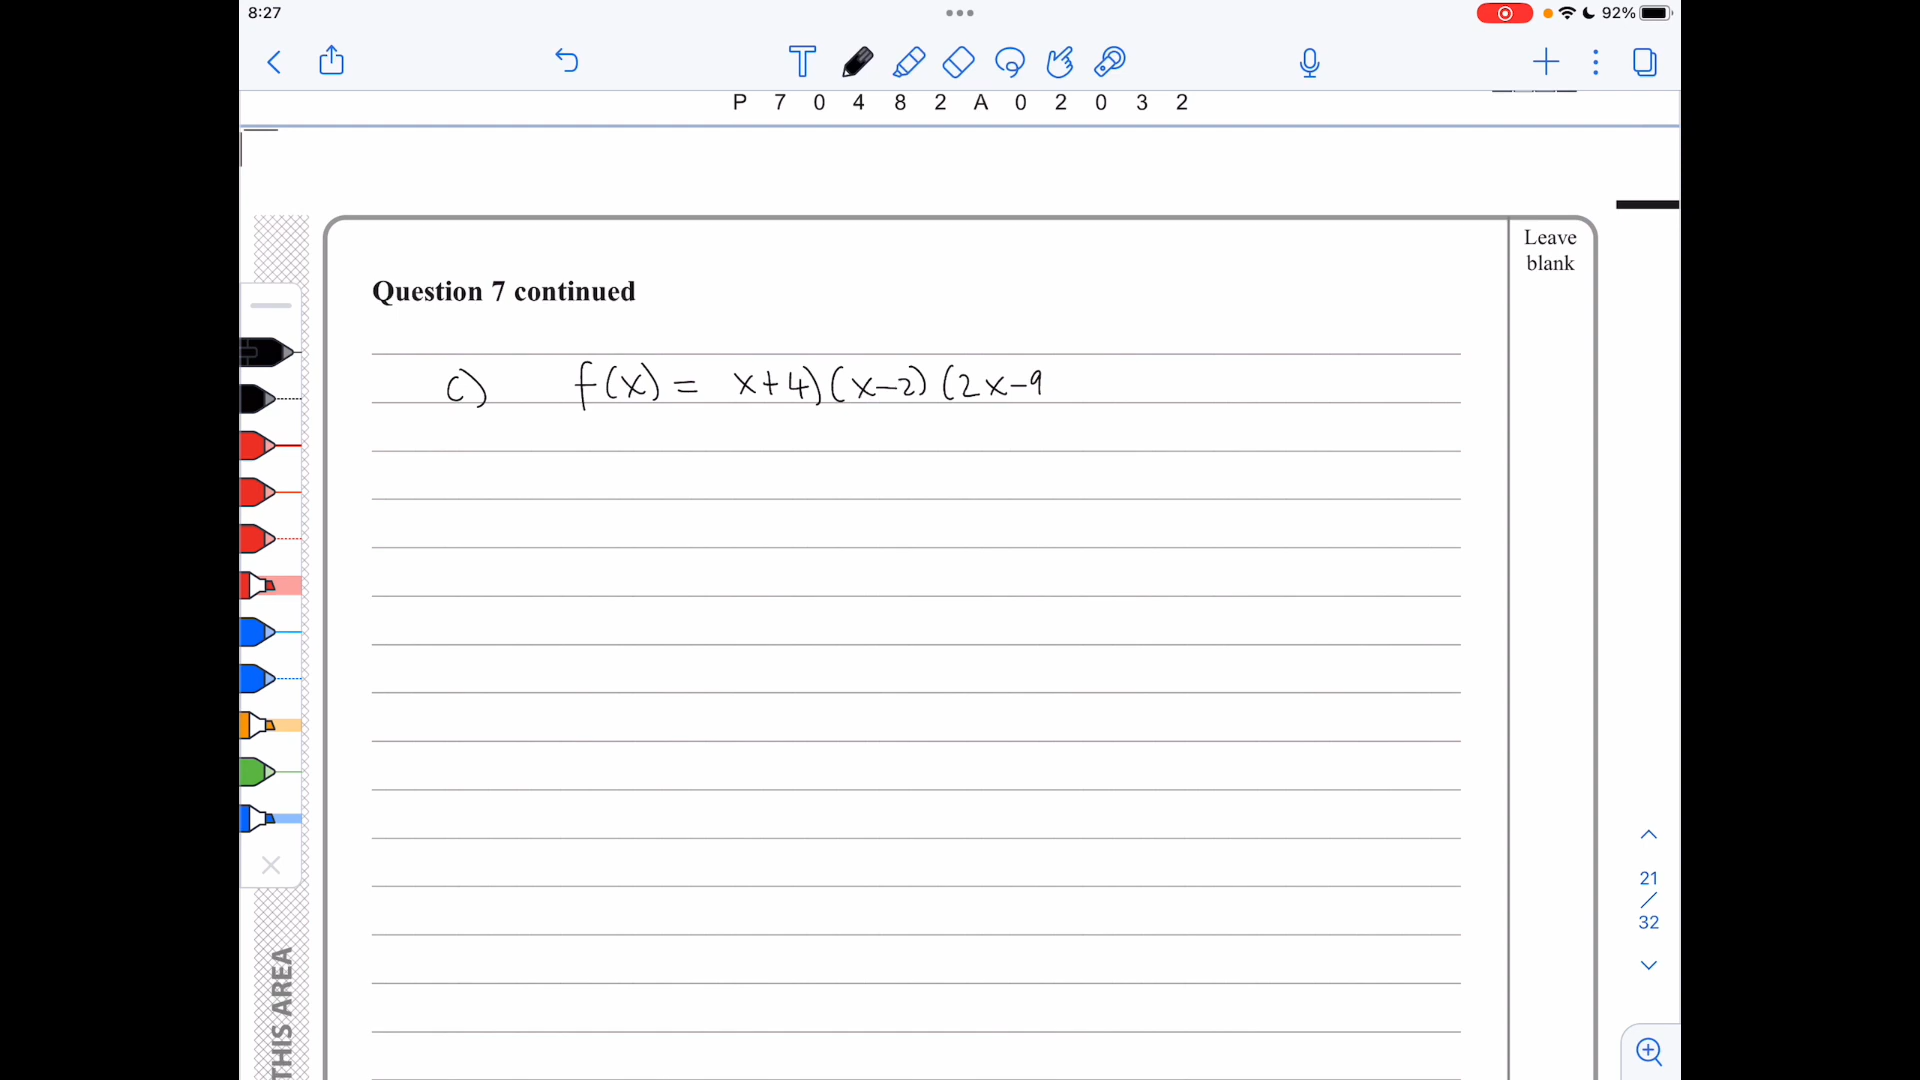 8:27
92%
P 7 0 4 8 2 A 0 2 0 3 2
Leave
blank
Question 7 continued
c) f(x) = x+4)(x-2)(2x-9
21
/
32
THIS AREA